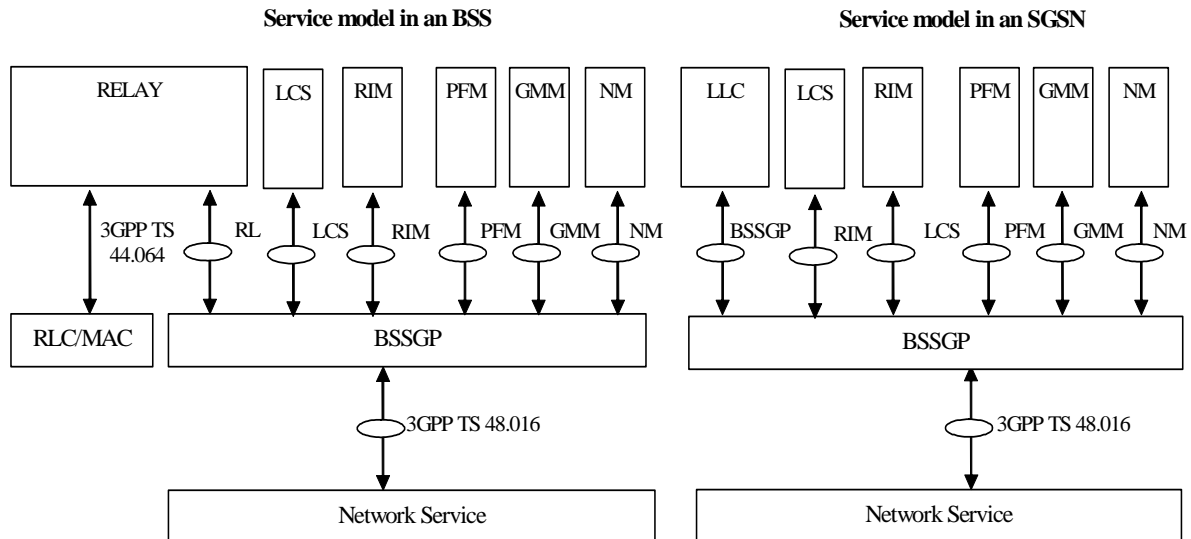 Service model in an BSS
Service model in an SGSN
RELAY
LCS
RIM
PFM
GMM
NM
LLC
LCS
RIM
PFM
GMM
NM
3GPP TS
44.064
RL
LCS
RIM
PFM
GMM
NM
BSSGP
RIM
LCS
PFM
GMM
NM
RLC/MAC
BSSGP
BSSGP
3GPP TS 48.016
3GPP TS 48.016
Network Service
Network Service